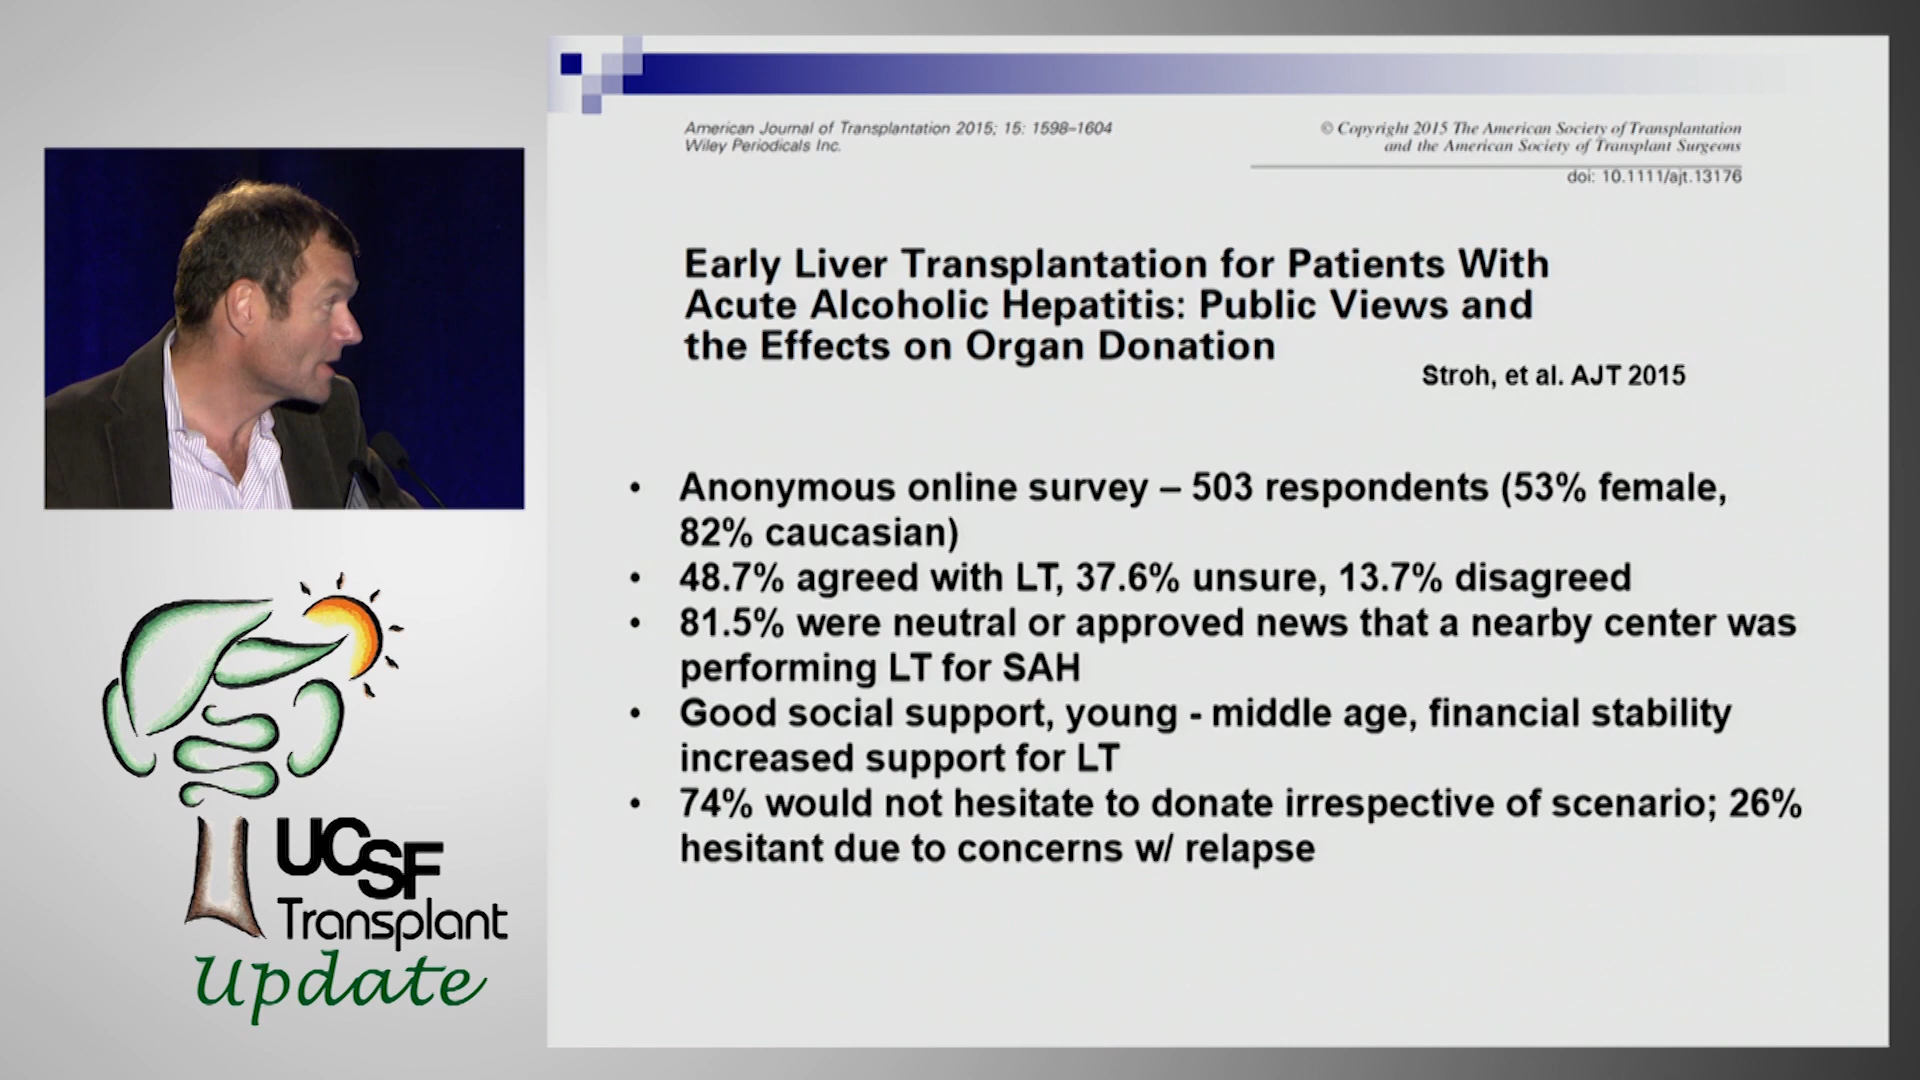 American Journal of Transplantation 2015; 15: 1598–1604
Wiley Periodicals Inc.
© Copyright 2015 The American Society of Transplantation
and the American Society of Transplant Surgeons
doi: 10.1111/ajt.13176
Early Liver Transplantation for Patients With
Acute Alcoholic Hepatitis: Public Views and
the Effects on Organ Donation
Stroh, et al. AJT 2015
• Anonymous online survey – 503 respondents (53% female,
82% caucasian)
• 48.7% agreed with LT, 37.6% unsure, 13.7% disagreed
• 81.5% were neutral or approved news that a nearby center was
performing LT for SAH
• Good social support, young - middle age, financial stability
increased support for LT
• 74% would not hesitate to donate irrespective of scenario; 26%
hesitant due to concerns w/ relapse
UCSF
Transplant
Update